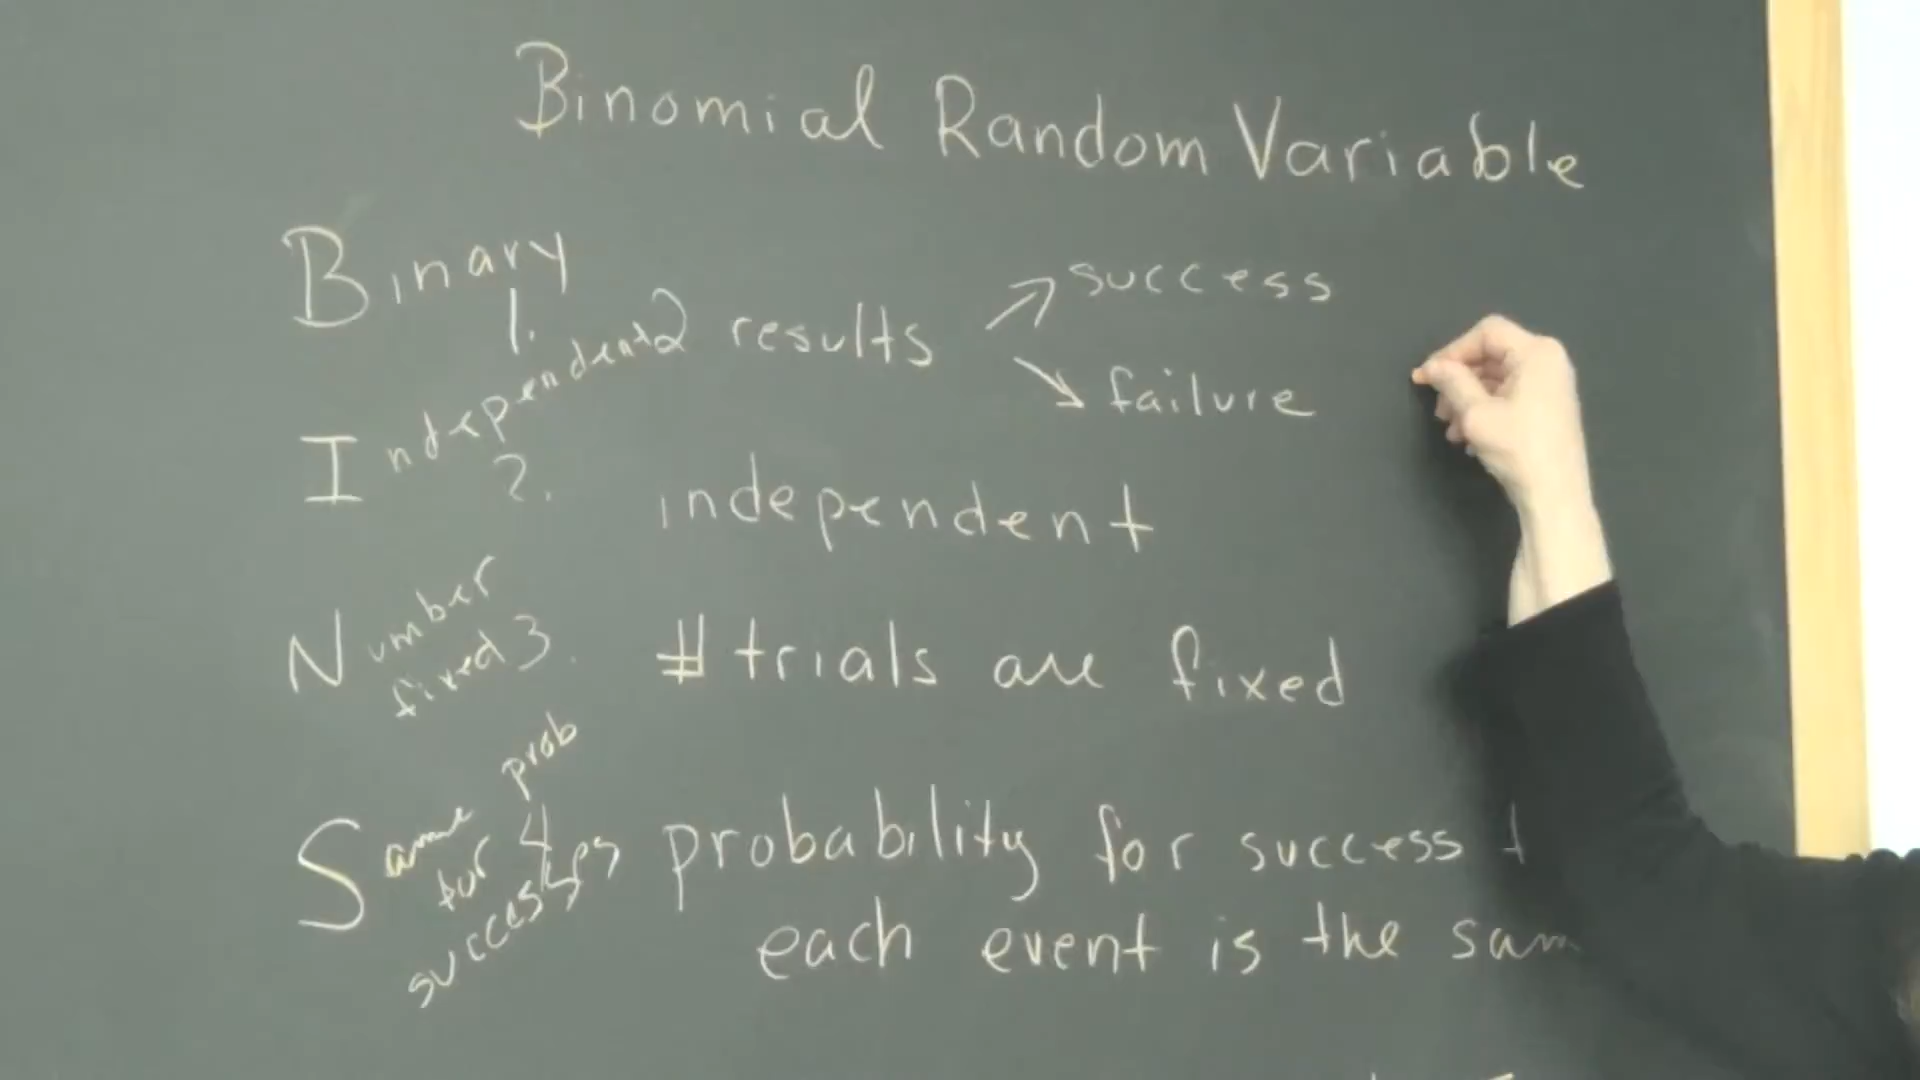 Binomial Random Variable
Binary
1. 2 results
success
failure
Independent
2. independent
Number
fixed
3. # trials are fixed
Same prob
for
successes
4. probability for success
each event is the sam